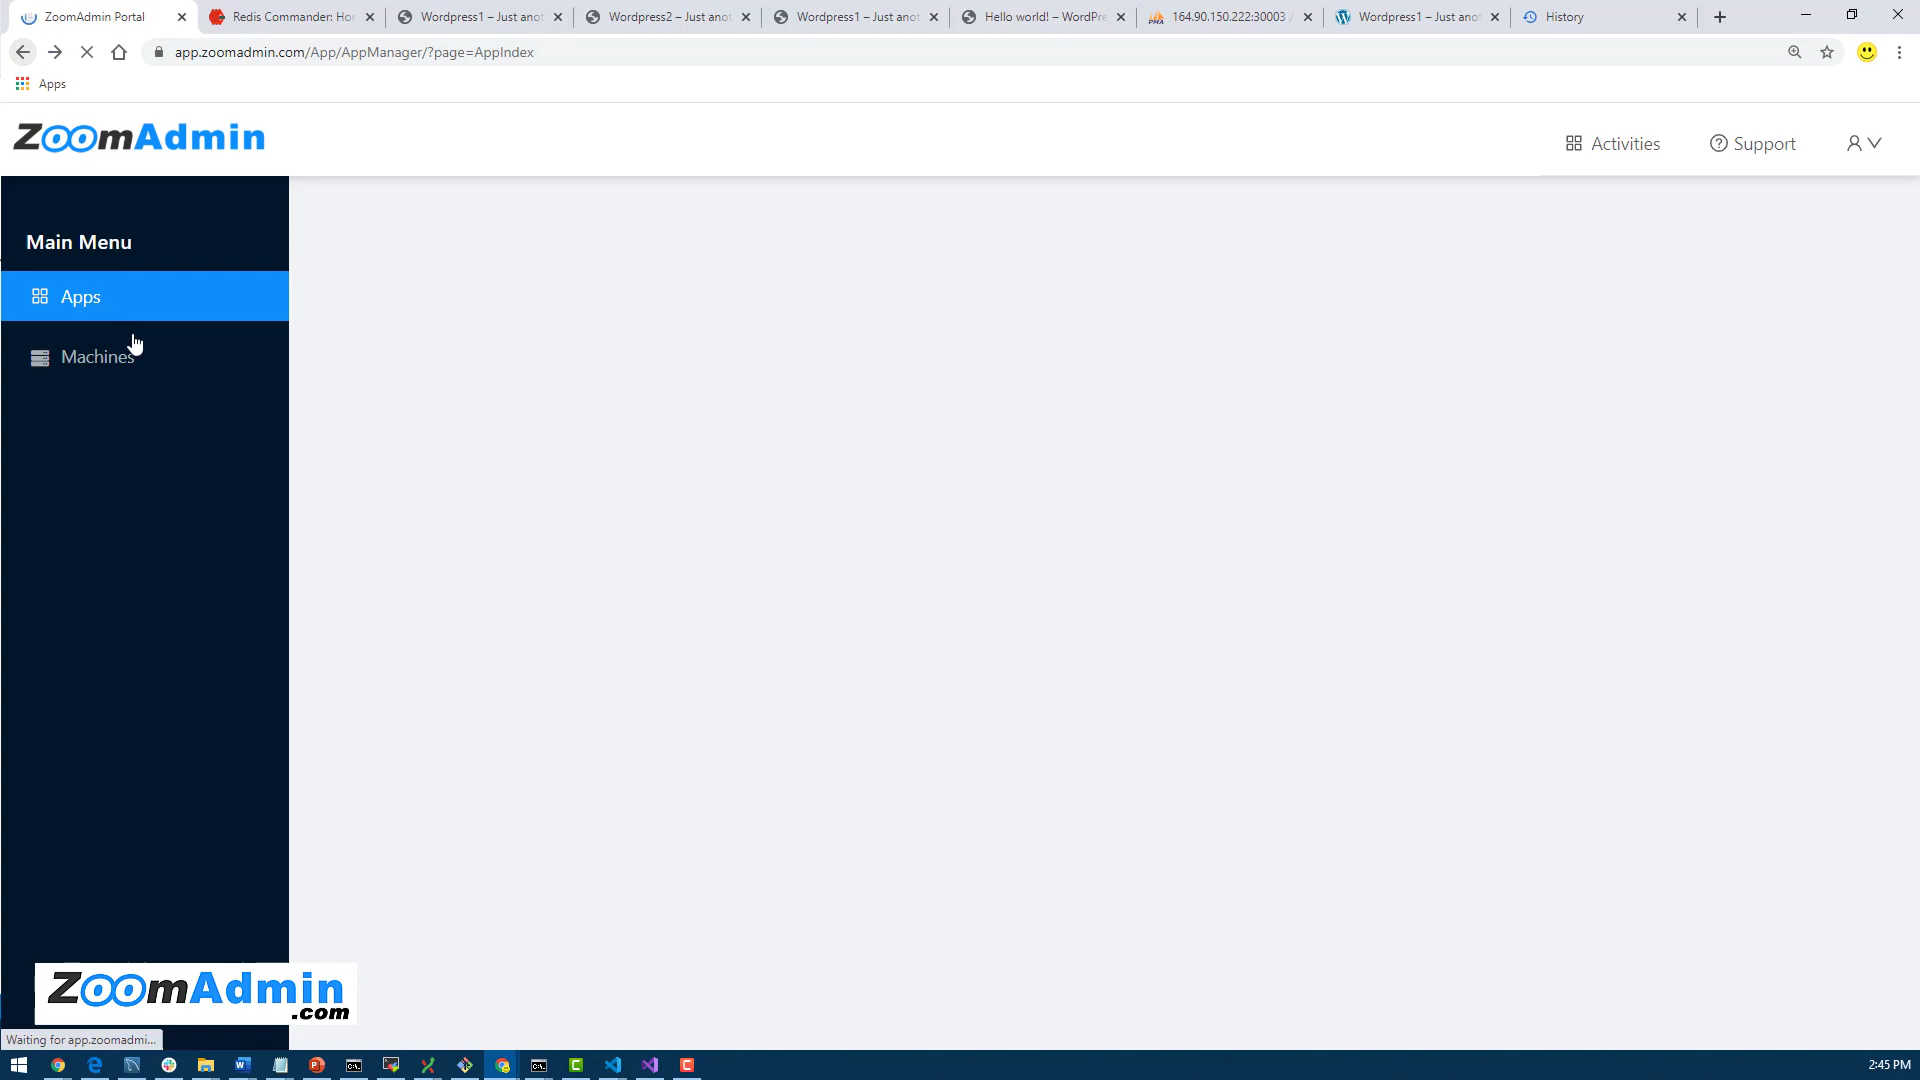 ZoomAdmin Portal
Redis Commander: Hor
Wordpress1 – Just anot
Wordpress2 – Just anot
Wordpress1 – Just anot
Hello world! – WordPre
164.90.150.222:30003 /
Wordpress1 – Just anot
History
app.zoomadmin.com/App/AppManager/?page=AppIndex
Apps
ZoomAdmin
Activities
Support
Main Menu
Apps
Machines
ZoomAdmin
.com
Waiting for app.zoomadmi...
2:45 PM